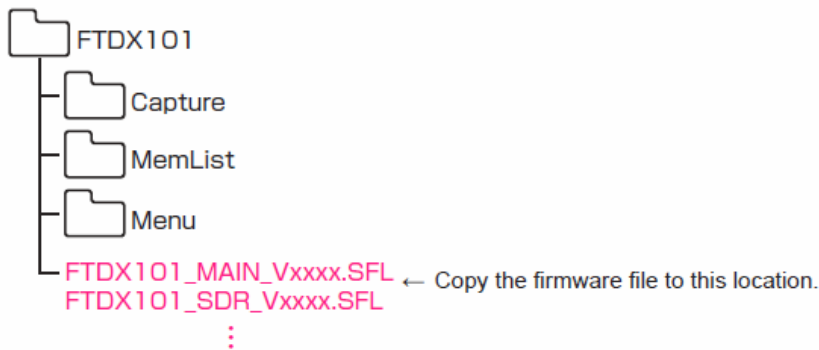 FTDX101
Capture
MemList
Menu
FTDX101_MAIN_Vxxxx.SFL ← Copy the firmware file to this location.
FTDX101_SDR_Vxxxx.SFL
⋮